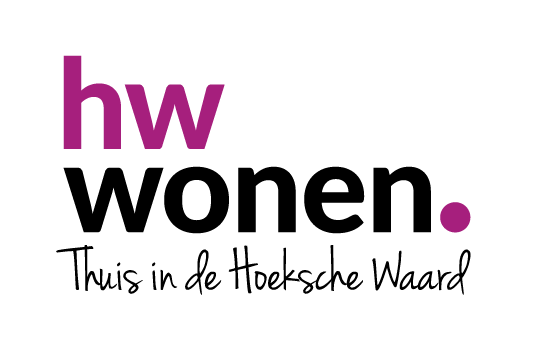 hw
wonen.
Thuis in de Hoeksche Waard